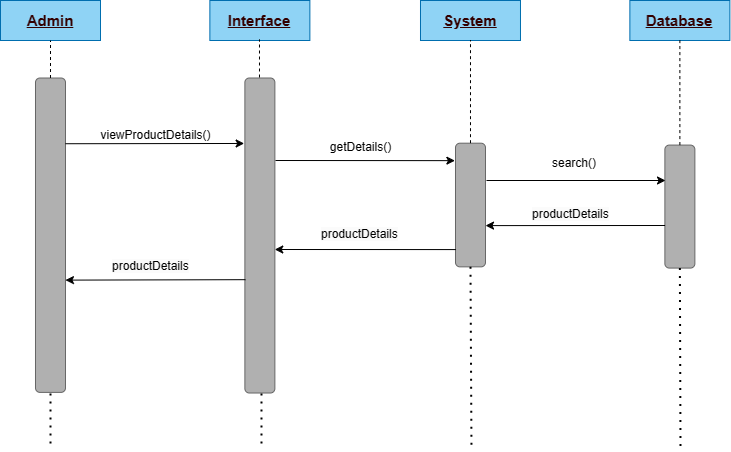 Admin
Interface
System
Database
viewProductDetails()
getDetails()
search()
productDetails
productDetails
productDetails